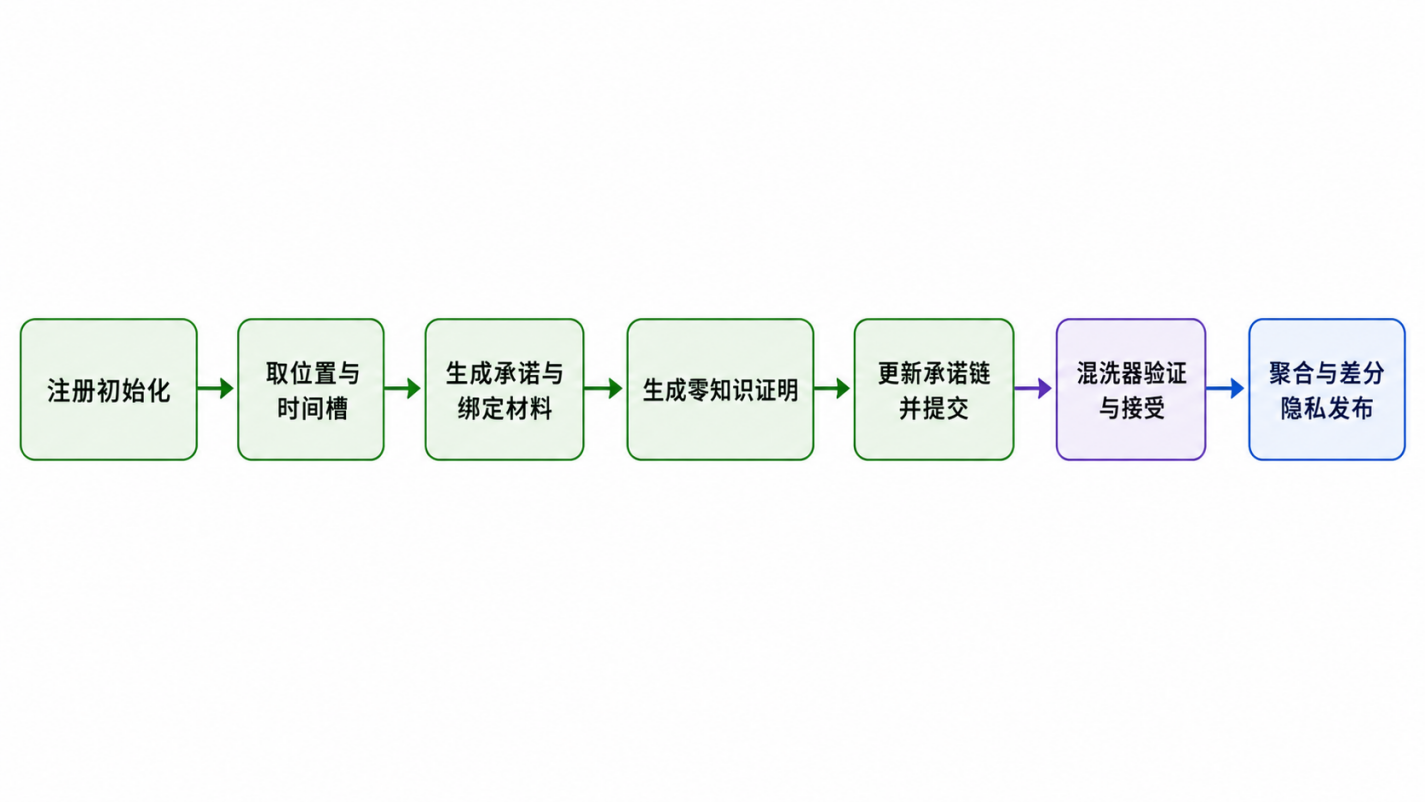 注册初始化
取位置与
时间槽
生成承诺与
绑定材料
生成零知识证明
更新承诺链
并提交
混洗器验证
与接受
聚合与差分
隐私发布